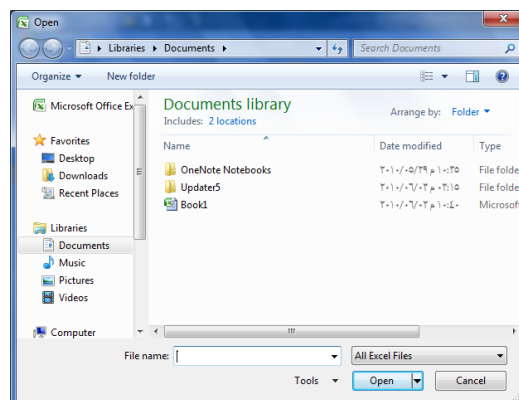 Open
Libraries Documents
Search Documents
Organize New folder
Microsoft Office Ex
Favorites
Desktop
Downloads
Recent Places
Libraries
Documents
Music
Pictures
Videos
Computer
Documents library
Includes: 2 locations
Arrange by: Folder
Name Date modified Type
OneNote Notebooks ٢٠١٠/٠٥/٢٩ م ١٠:٢٥ File folde
Updater5 ٢٠١٠/٠٦/٠٢ م ٠٢:١٥ File folde
Book1 ٢٠١٠/٠٦/٠٢ م ١٠:٤٠ Microsof
File name: All Excel Files
Tools Open Cancel